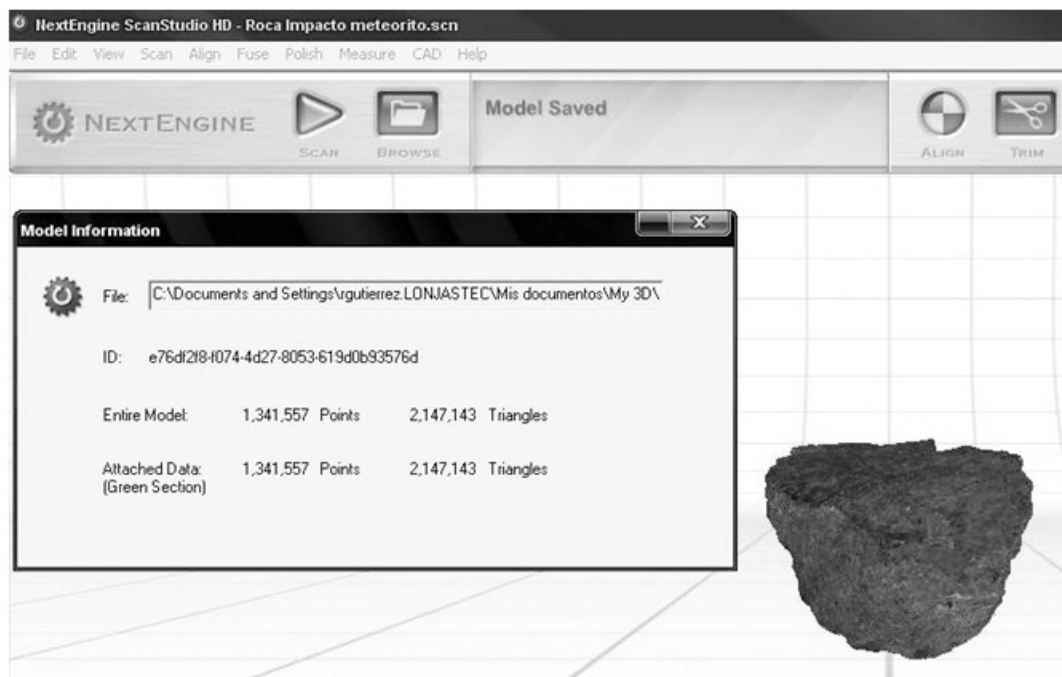 NextEngine ScanStudio HD - Roca Impacto meteorito.scn
File Edit View Scan Align Fuse Polish Measure CAD Help
NEXTENGINE
SCAN
BROWSE
Model Saved
ALIGN
TRIM
Model Information
X
File: C:\Documents and Settings\rgutierrez.LONJASTEC\Mis documentos\My 3D\
ID: e76df2f8-f074-4d27-8053-619d0b93576d
Entire Model: 1,341,557 Points 2,147,143 Triangles
Attached Data: 1,341,557 Points 2,147,143 Triangles
(Green Section)